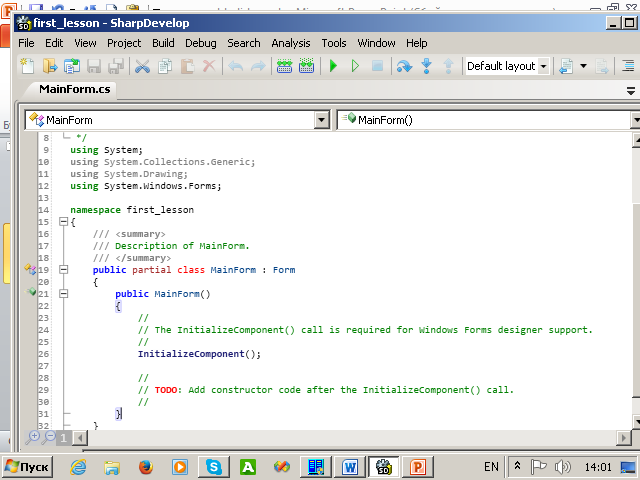 first_lesson - SharpDevelop
File Edit View Project Build Debug Search Analysis Tools Window Help
Default layout
MainForm.cs
MainForm MainForm()
8 */
9 using System;
10 using System.Collections.Generic;
11 using System.Drawing;
12 using System.Windows.Forms;
13
14 namespace first_lesson
15 {
16 /// <summary>
17 /// Description of MainForm.
18 /// </summary>
19 public partial class MainForm : Form
20 {
21 public MainForm()
22 {
23 //
24 // The InitializeComponent() call is required for Windows Forms designer support.
25 //
26 InitializeComponent();
27
28 //
29 // TODO: Add constructor code after the InitializeComponent() call.
30 //
31 }
32 }
1
Пуск EN 14:01